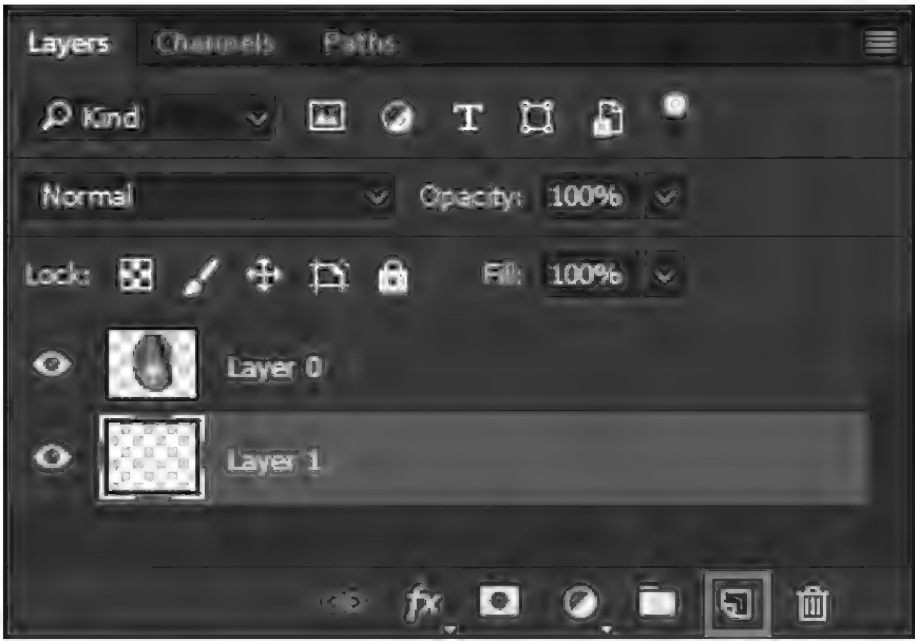 Layers Channels Paths
Kind T
Normal Opacity: 100%
Lock: Fill: 100%
Layer 0
Layer 1
fx